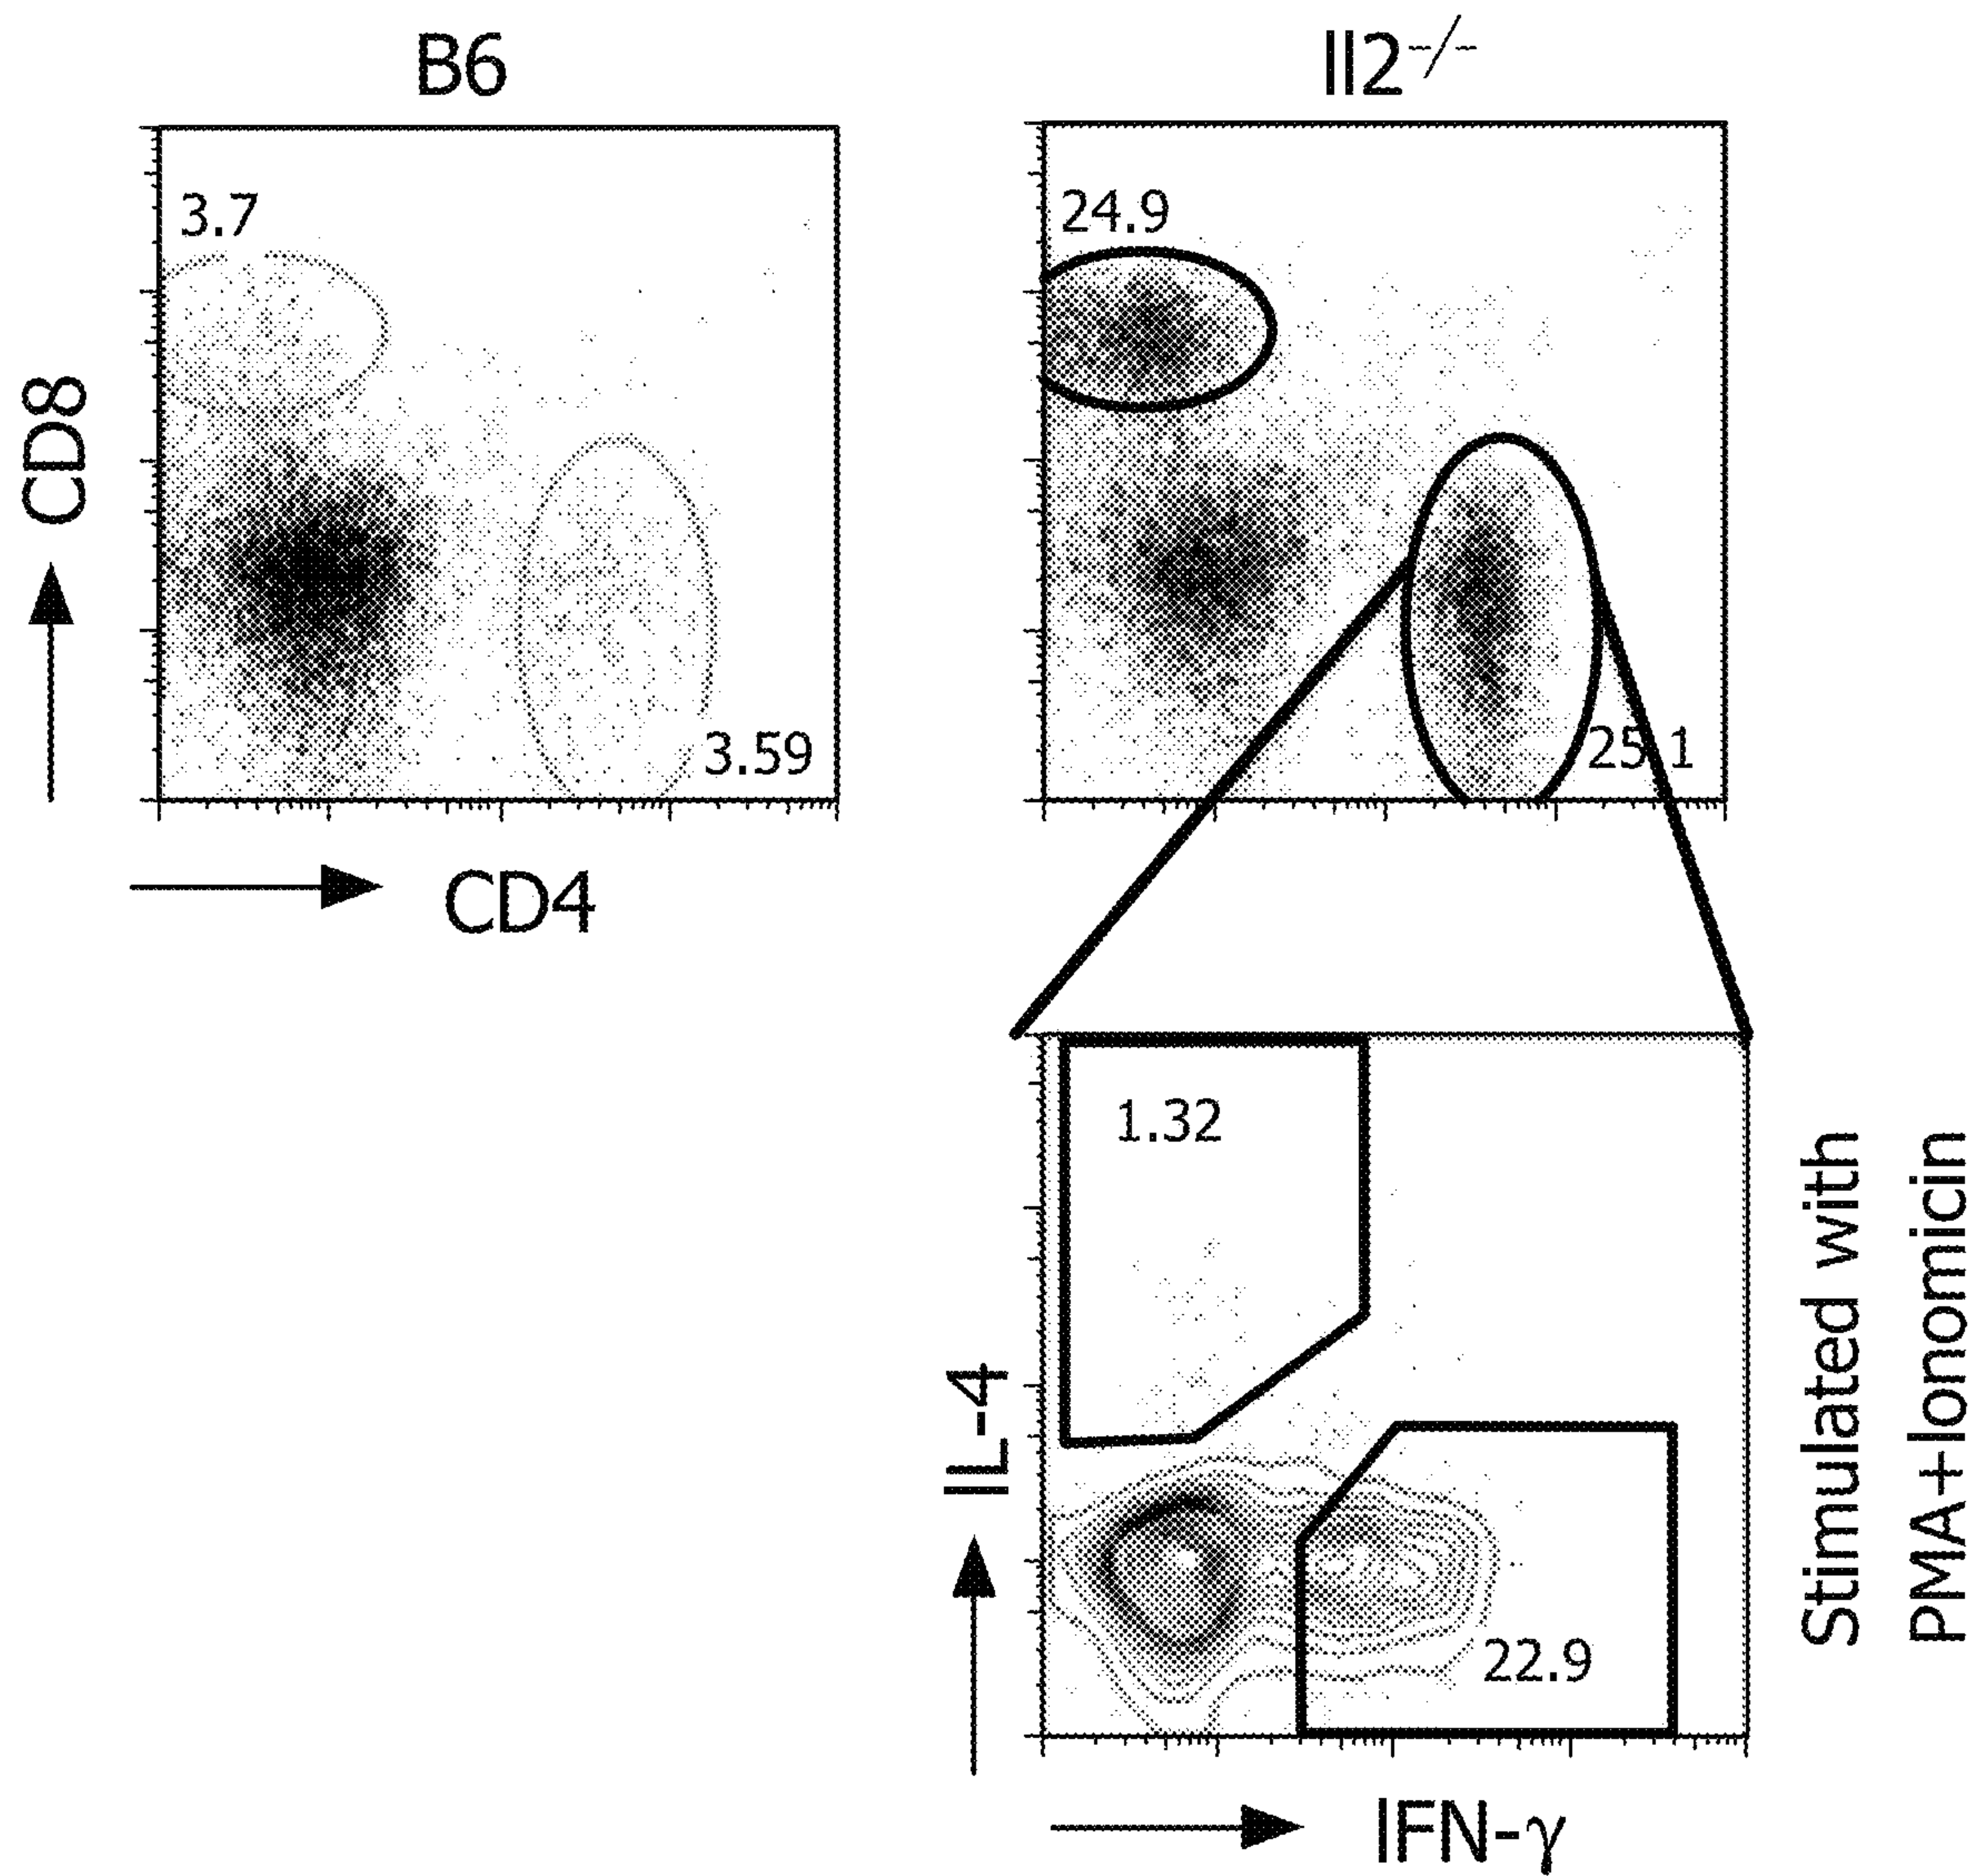 B6
Il2-/-
3.7
24.9
CD8
3.59
25.1
CD4
1.32
IL-4
22.9
IFN-γ
Stimulated with
PMA+Ionomicin